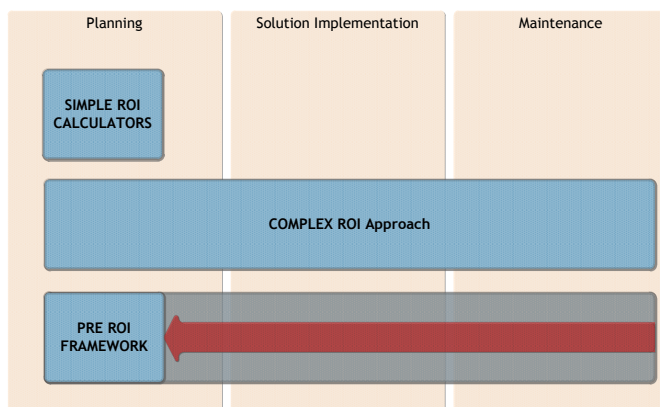 Planning
Solution Implementation
Maintenance
SIMPLE ROI
CALCULATORS
COMPLEX ROI Approach
PRE ROI
FRAMEWORK